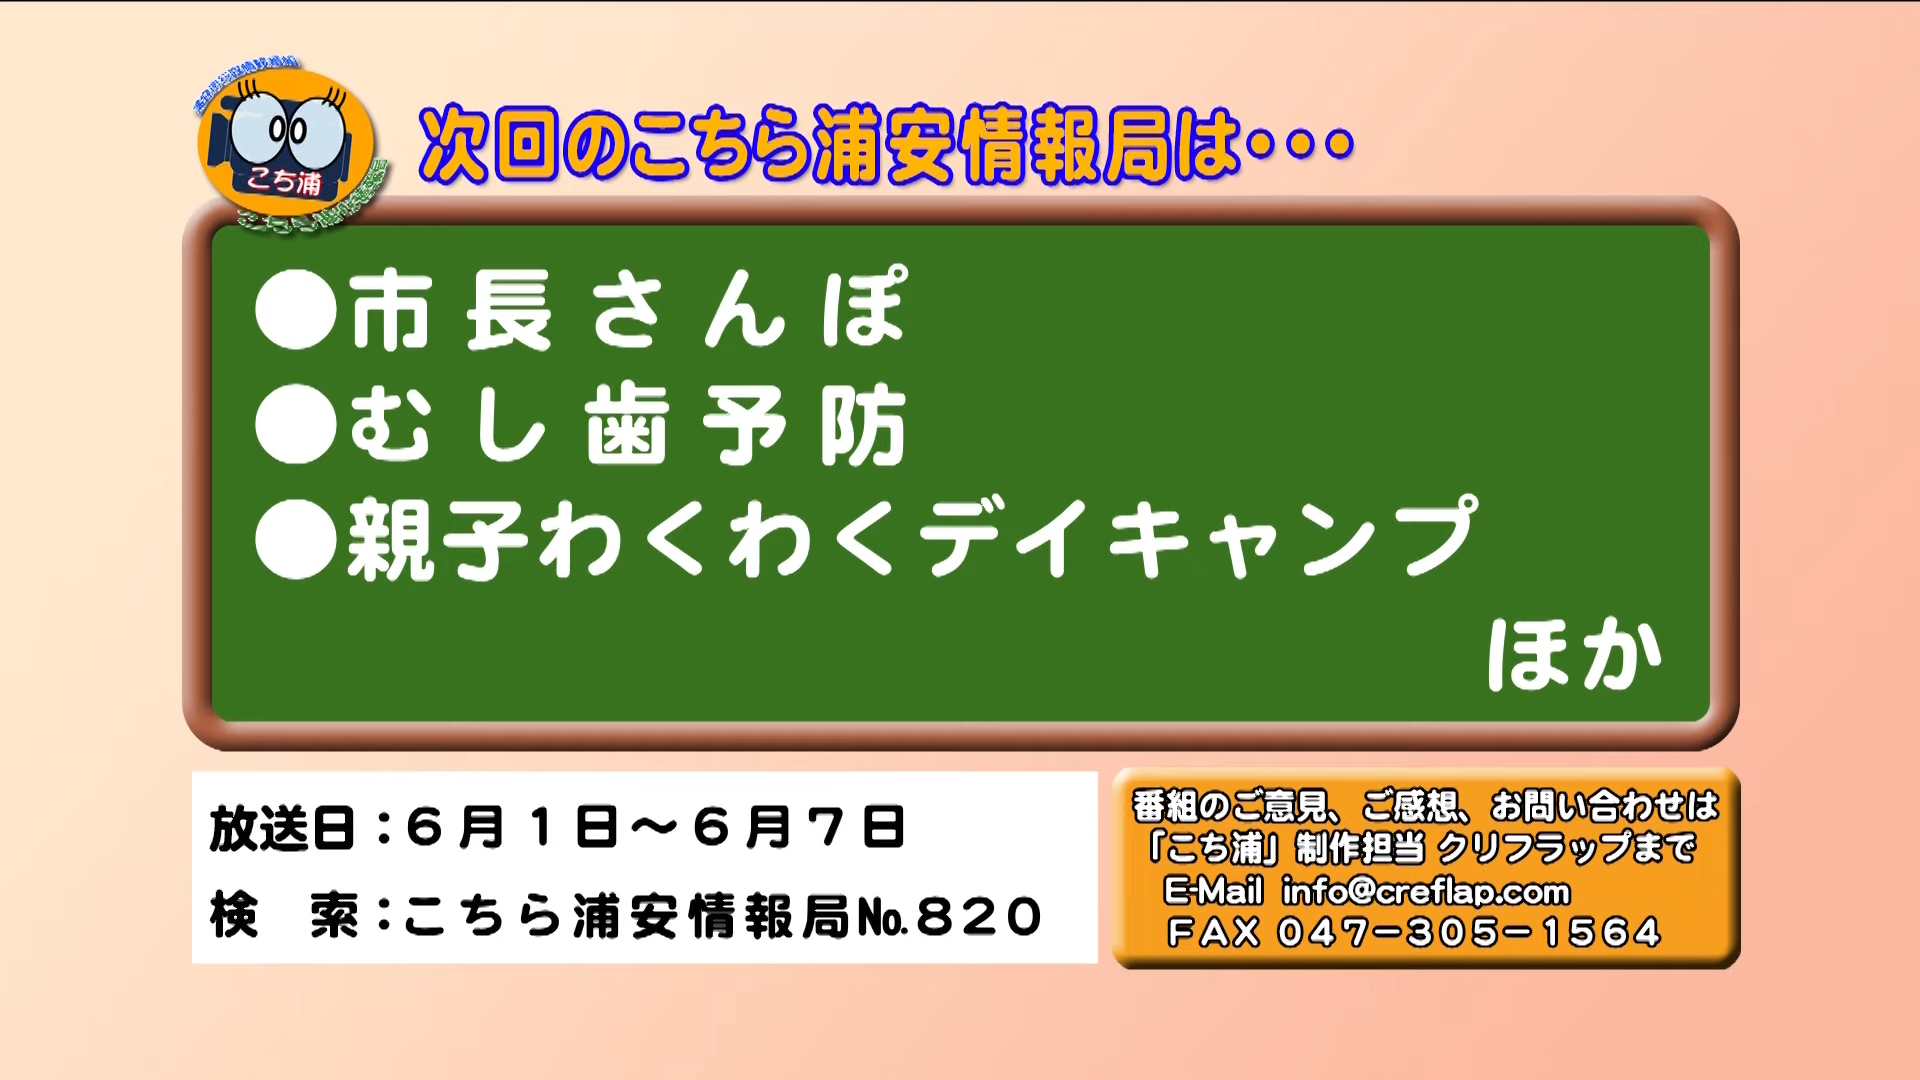 こち浦
次回のこちら浦安情報局は・・・
●市長さんぽ
●むし歯予防
●親子わくわくデイキャンプ
ほか
放送日：６月１日～６月７日
検　索：こちら浦安情報局№８２０
番組のご意見、ご感想、お問い合わせは
「こち浦」制作担当 クリフラップまで
E-Mail info@creflap.com
ＦＡＸ ０４７－３０５－１５６４